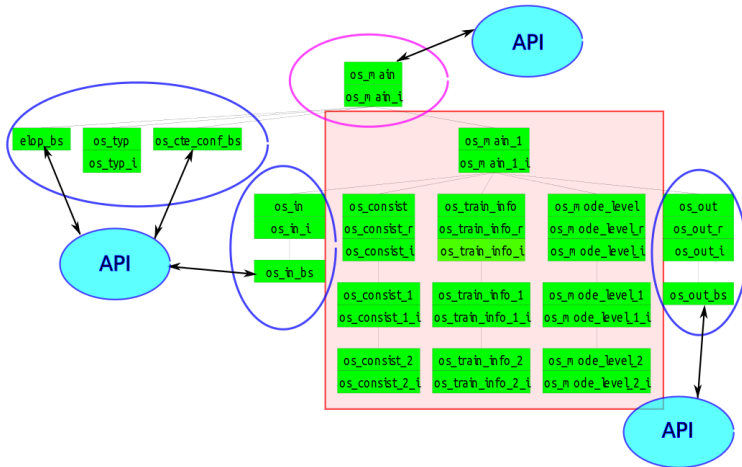 API
os_main
os_main_i
elop_bs
os_typ
os_typ_i
os_cte_conf_bs
os_main_1
os_main_1_i
os_in
os_in_i
os_in_bs
os_consist
os_consist_r
os_consist_i
os_train_info
os_train_info_r
os_train_info_i
os_mode_level
os_mode_level_r
os_mode_level_i
os_out
os_out_r
os_out_i
os_out_bs
API
os_consist_1
os_consist_1_i
os_train_info_1
os_train_info_1_i
os_mode_level_1
os_mode_level_1_i
os_consist_2
os_consist_2_i
os_train_info_2
os_train_info_2_i
os_mode_level_2
os_mode_level_2_i
API